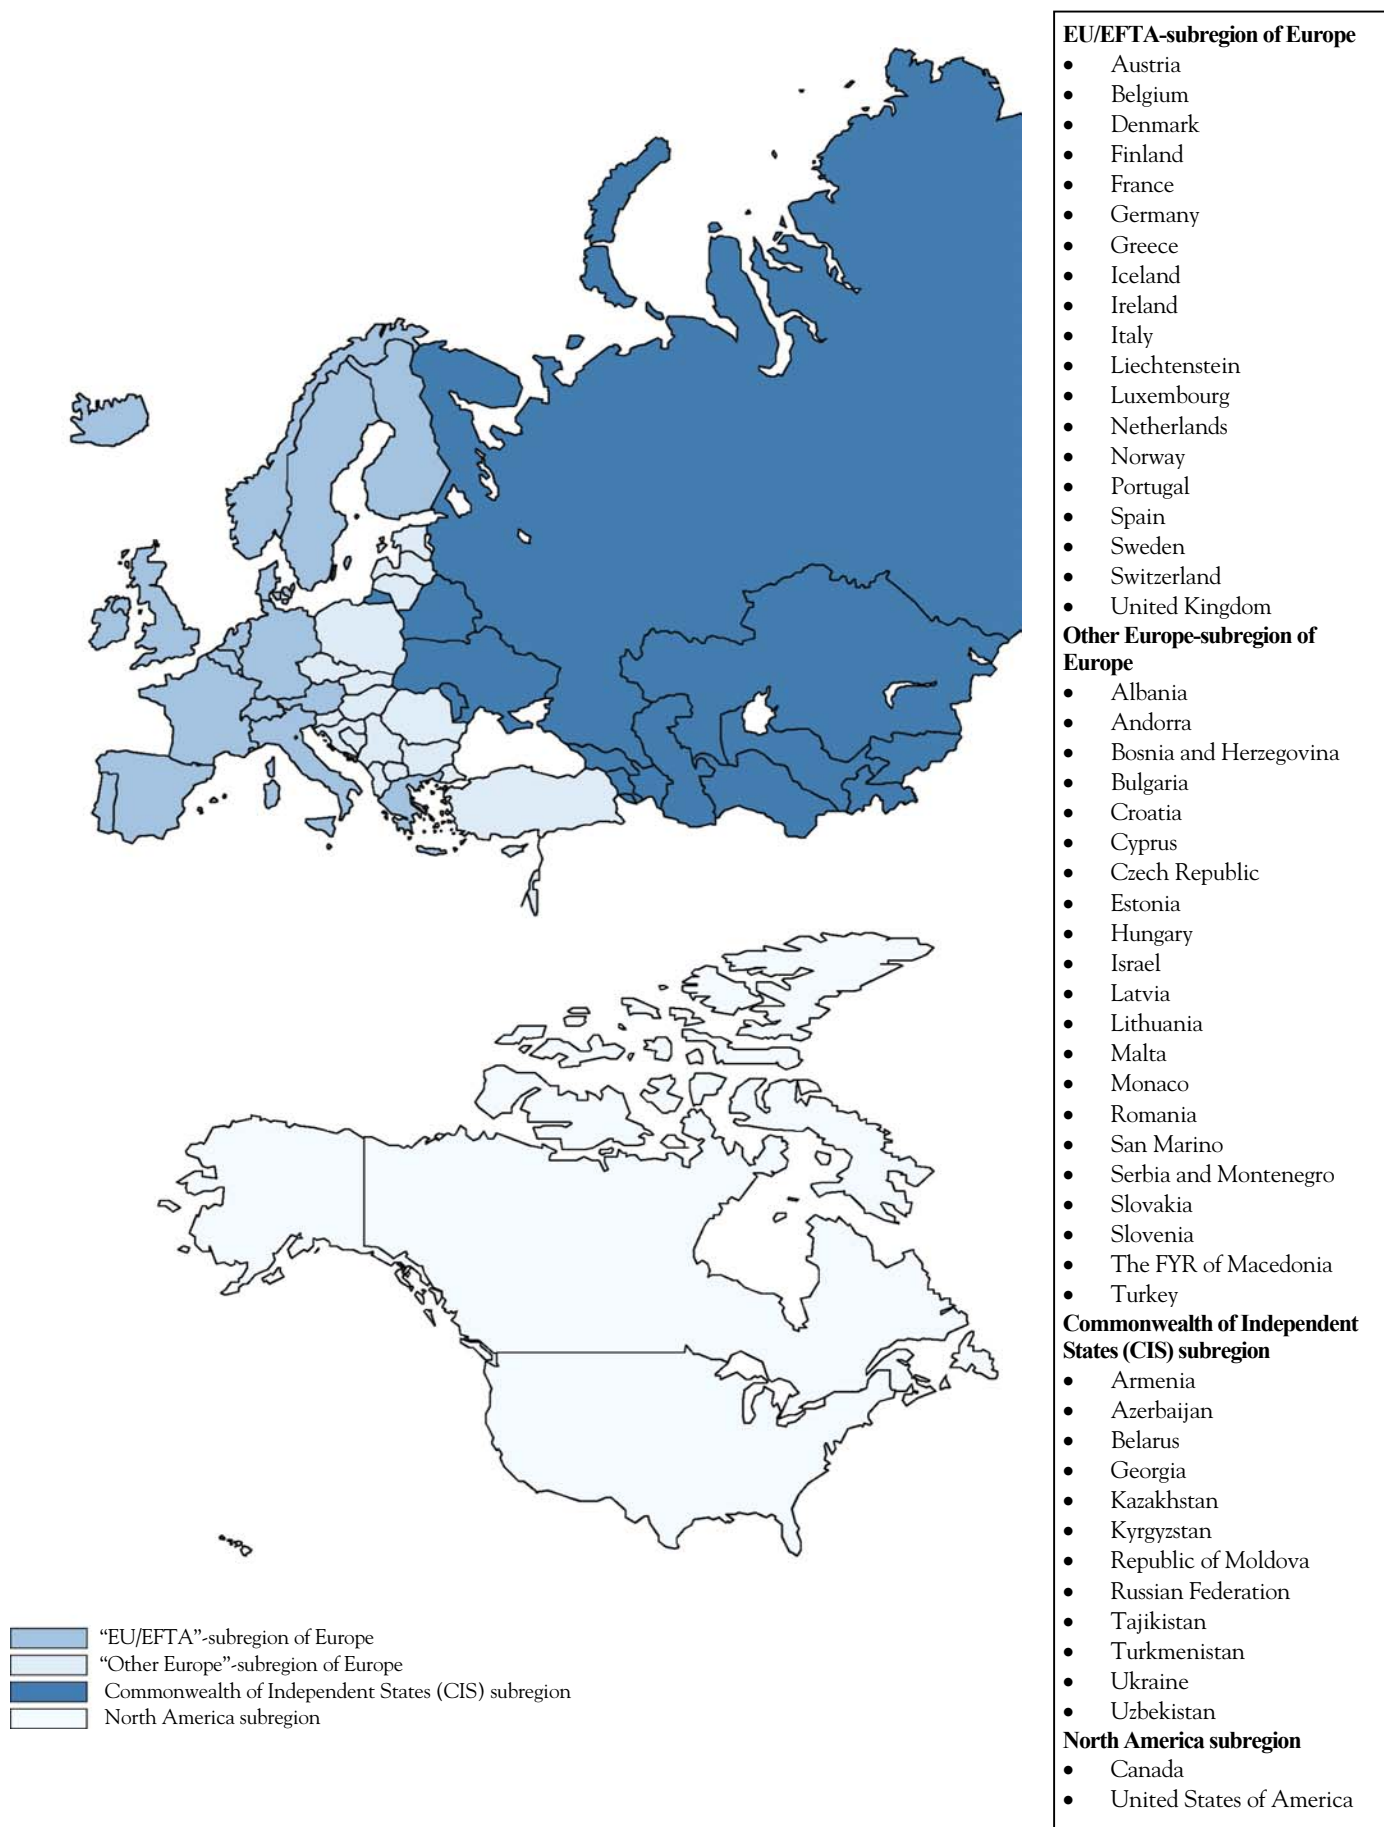 EU/EFTA-subregion of Europe
• Austria
• Belgium
• Denmark
• Finland
• France
• Germany
• Greece
• Iceland
• Ireland
• Italy
• Liechtenstein
• Luxembourg
• Netherlands
• Norway
• Portugal
• Spain
• Sweden
• Switzerland
• United Kingdom
Other Europe-subregion of
Europe
• Albania
• Andorra
• Bosnia and Herzegovina
• Bulgaria
• Croatia
• Cyprus
• Czech Republic
• Estonia
• Hungary
• Israel
• Latvia
• Lithuania
• Malta
• Monaco
• Romania
• San Marino
• Serbia and Montenegro
• Slovakia
• Slovenia
• The FYR of Macedonia
• Turkey
Commonwealth of Independent
States (CIS) subregion
• Armenia
• Azerbaijan
• Belarus
• Georgia
• Kazakhstan
• Kyrgyzstan
• Republic of Moldova
• Russian Federation
• Tajikistan
• Turkmenistan
• Ukraine
• Uzbekistan
North America subregion
• Canada
• United States of America
“EU/EFTA”-subregion of Europe
“Other Europe”-subregion of Europe
Commonwealth of Independent States (CIS) subregion
North America subregion